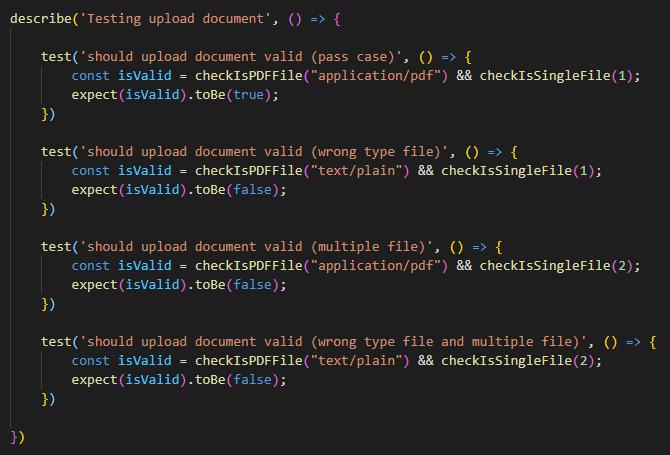 describe('Testing upload document', () => {
test('should upload document valid (pass case)', () => {
const isValid = checkIsPDFFile("application/pdf") && checkIsSingleFile(1);
expect(isValid).toBe(true);
})
test('should upload document valid (wrong type file)', () => {
const isValid = checkIsPDFFile("text/plain") && checkIsSingleFile(1);
expect(isValid).toBe(false);
})
test('should upload document valid (multiple file)', () => {
const isValid = checkIsPDFFile("application/pdf") && checkIsSingleFile(2);
expect(isValid).toBe(false);
})
test('should upload document valid (wrong type file and multiple file)', () => {
const isValid = checkIsPDFFile("text/plain") && checkIsSingleFile(2);
expect(isValid).toBe(false);
})
})